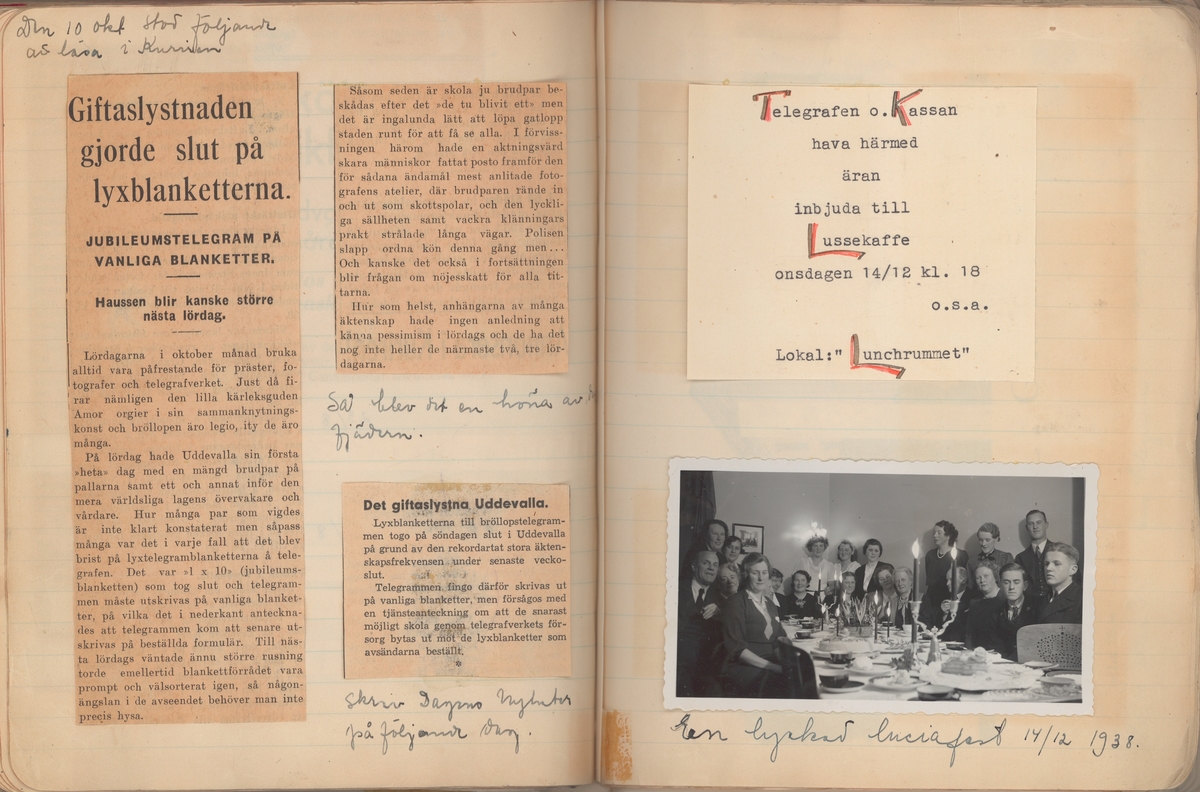 Den 10 okt stod följande
att läsa i Kuriren
Giftaslystnaden
gjorde slut på
lyxblanketterna.
JUBILEUMSTELEGRAM PÅ
VANLIGA BLANKETTER.
Haussen blir kanske större
nästa lördag.
Lördagarna i oktober månad bruka
alltid vara påfrestande för präster, fo-
tografer och telegrafverket. Just då fi-
rar nämligen den lilla kärleksguden
Amor orgier i sin sammanknytnings-
konst och bröllopen äro legio, ity de äro
många.
På lördag hade Uddevalla sin första
»heta» dag med en mängd brudpar på
pallarna samt ett och annat inför den
mera världsliga lagens övervakare och
vårdare. Hur många par som vigdes
är inte klart konstaterat men såpass
många var det i varje fall att det blev
brist på lyxtelegramblanketterna å tele-
grafen. Det var »1 x 10» (jubileums-
blanketten) som tog slut och telegram-
men måste utskrivas på vanliga blanket-
ter, på vilka det i nederkant anteckna-
des att telegrammen kom att senare ut-
skrivas på beställda formulär. Till näs-
ta lördags väntade ännu större rusning
torde emellertid blankettförrådet vara
prompt och välsorterat igen, så någon-
ängslan i de avseendet behöver man inte
precis hysa.
Såsom seden är skola ju brudpar be-
skådas efter det »de tu blivit ett» men
det är ingalunda lätt att löpa gatlopp
staden runt för att få se alla. I förviss-
ningen härom hade en aktningsvärd
skara människor fattat posto framför den
för sådana ändamål mest anlitade foto-
grafens atelier, där brudparen rände in
och ut som skottspolar, och den lyckli-
ga sällheten samt vackra klänningars
prakt strålade långa vägar. Polisen
slapp ordna kön denna gång men...
Och kanske det också i fortsättningen
blir frågan om nöjesskatt för alla tit-
tarna.
Hur som helst, anhängarna av många
äktenskap hade ingen anledning att
känna pessimism i lördags och de ha det
nog inte heller de närmaste två, tre lör-
dagarna.
Så blev det en höna av
fjädern.
Det giftaslystna Uddevalla.
Lyxblanketterna till bröllopstelegram-
men togo på söndagen slut i Uddevalla
på grund av den rekordartat stora äkten-
skapsfrekvensen under senaste vecko-
slut.
Telegrammen fingo därför skrivas ut
på vanliga blanketter, men försågos med
en tjänsteanteckning om att de snarast
möjligt skola genom telegrafverkets för-
sorg bytas ut mot de lyxblanketter som
avsändarna beställt.
*
skrev Dagens Nyheter
på följande dag.
Telegrafen o. Kassan
hava härmed
äran
inbjuda till
Lussekaffe
onsdagen 14/12 kl. 18
o.s.a.
Lokal:" Lunchrummet"
En lyckad luciafest 14/12 1938.